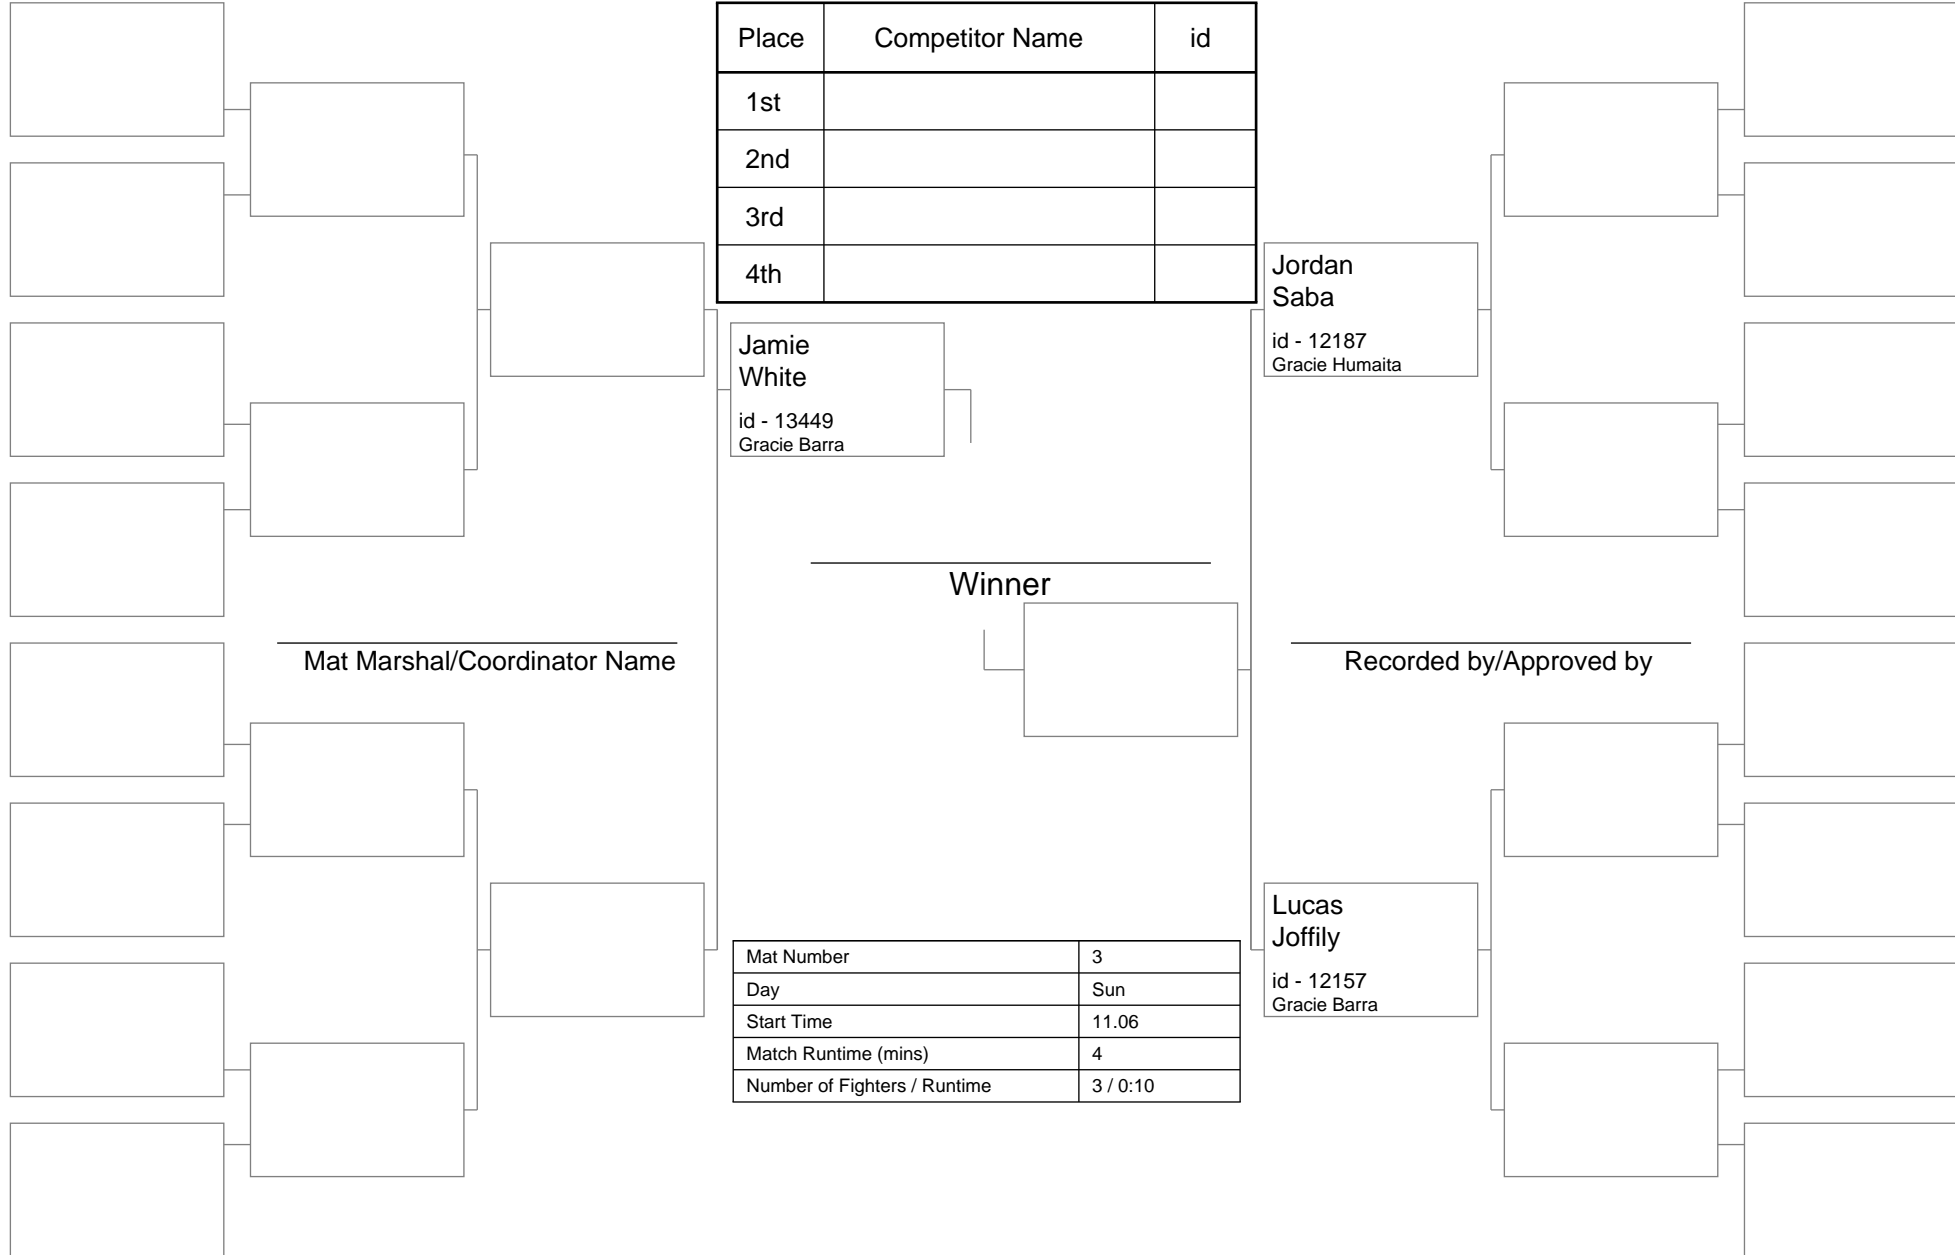 Place Competitor Name id
1st
2nd
3rd
4th
Jordan
Saba
id - 12187
Gracie Humaita
Jamie
White
id - 13449
Gracie Barra
Winner
Mat Marshal/Coordinator Name
Recorded by/Approved by
Lucas
Joffily
id - 12157
Gracie Barra
Mat Number 3
Day Sun
Start Time 11.06
Match Runtime (mins) 4
Number of Fighters / Runtime 3 / 0:10